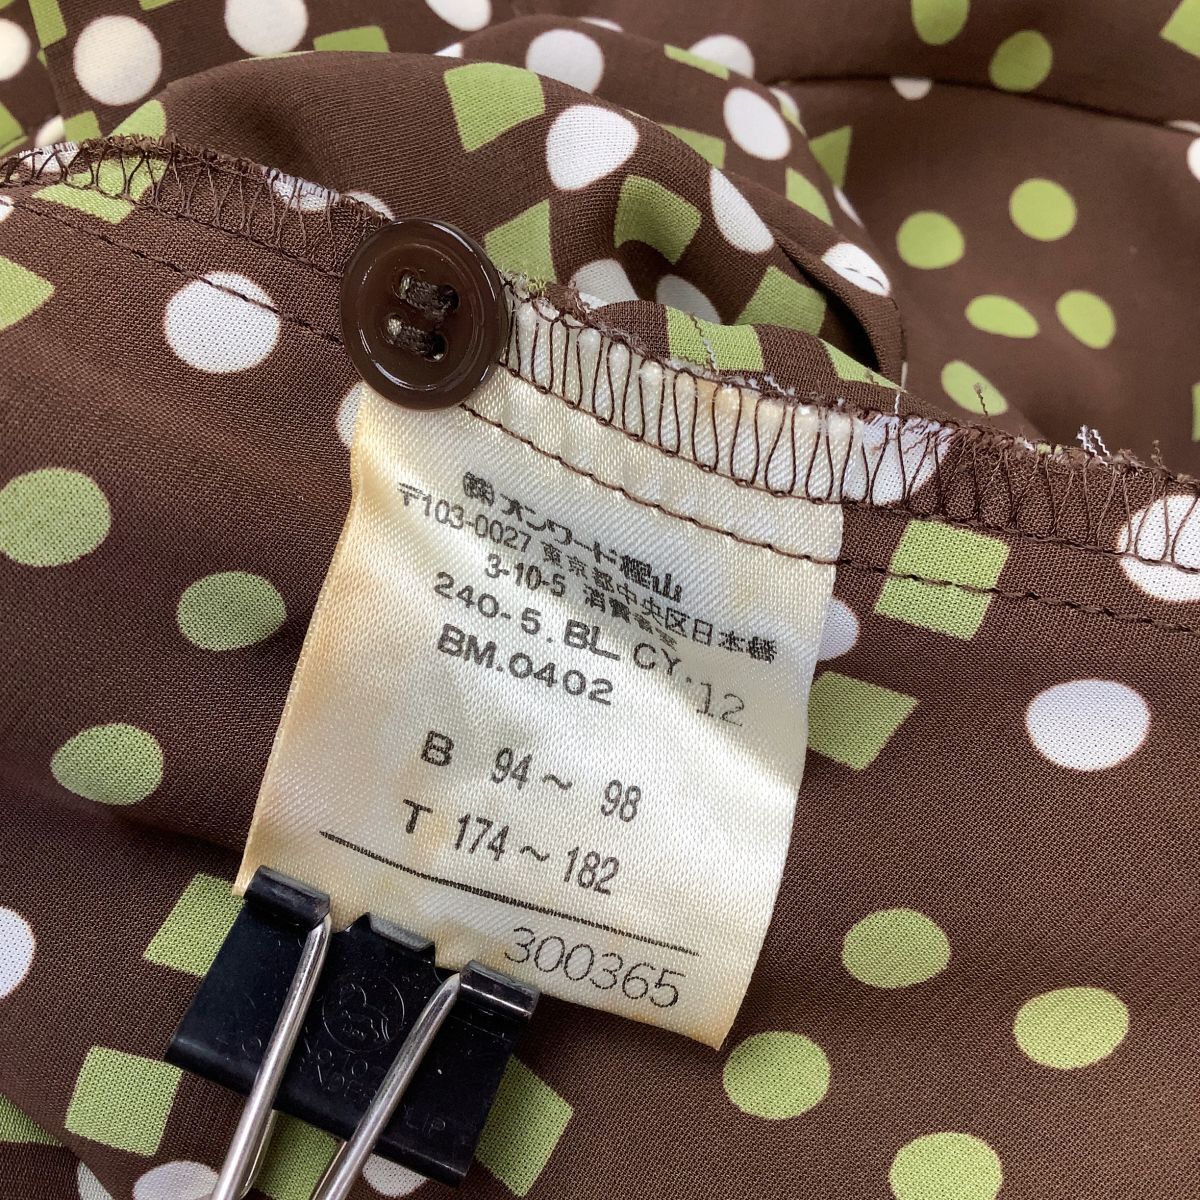 ㈱オンワード樫山
〒103-0027 東京都中央区日本橋
3-10-5 消費者室
240-5.BL CY.12
BM.0402
B 94～ 98
T 174～182
300365